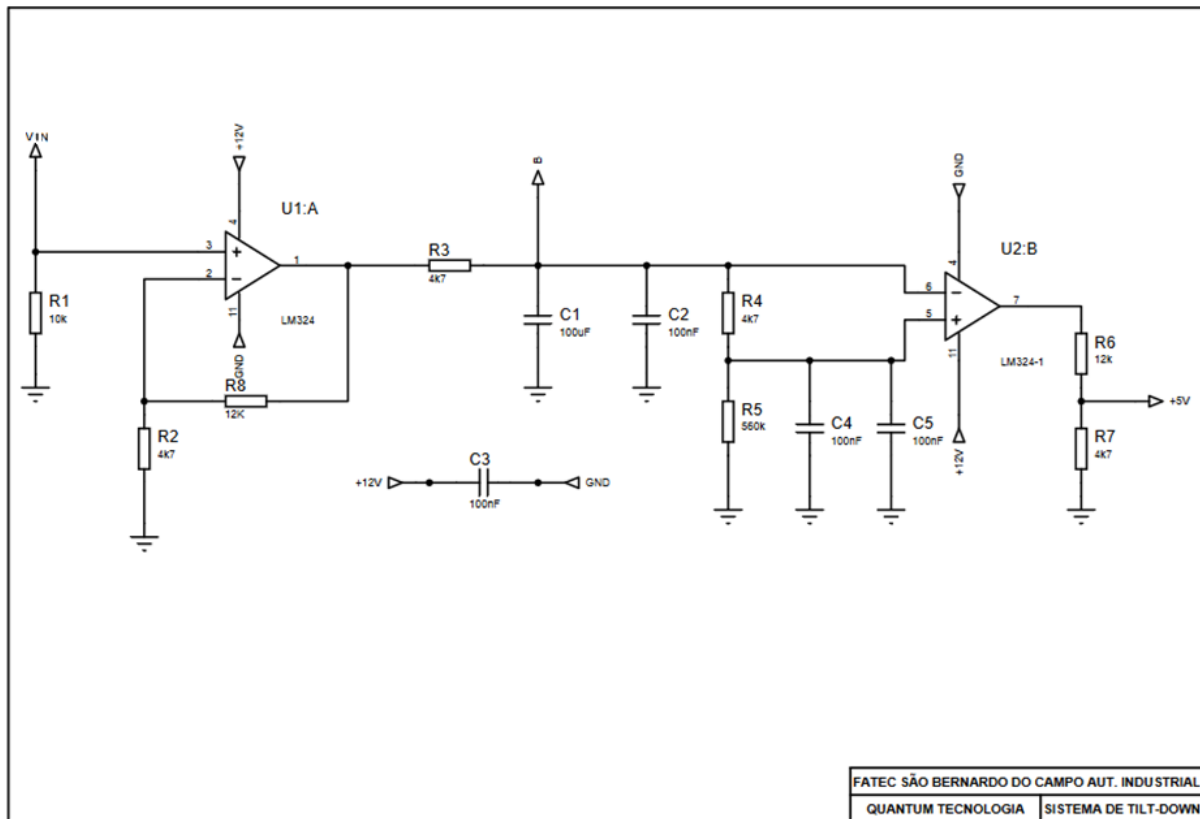 VIN
+12V
U1:A
4
3
2
1
11
LM324
GND
R1
10k
R8
12K
R2
4k7
R3
4k7
B
C1
100uF
C2
100nF
R4
4k7
R5
560k
C4
100nF
C5
100nF
+12V
C3
100nF
GND
GND
U2:B
4
6
5
7
11
LM324-1
+12V
R6
12k
+5V
R7
4k7
FATEC SÃO BERNARDO DO CAMPO AUT. INDUSTRIAL
QUANTUM TECNOLOGIA
SISTEMA DE TILT-DOWN